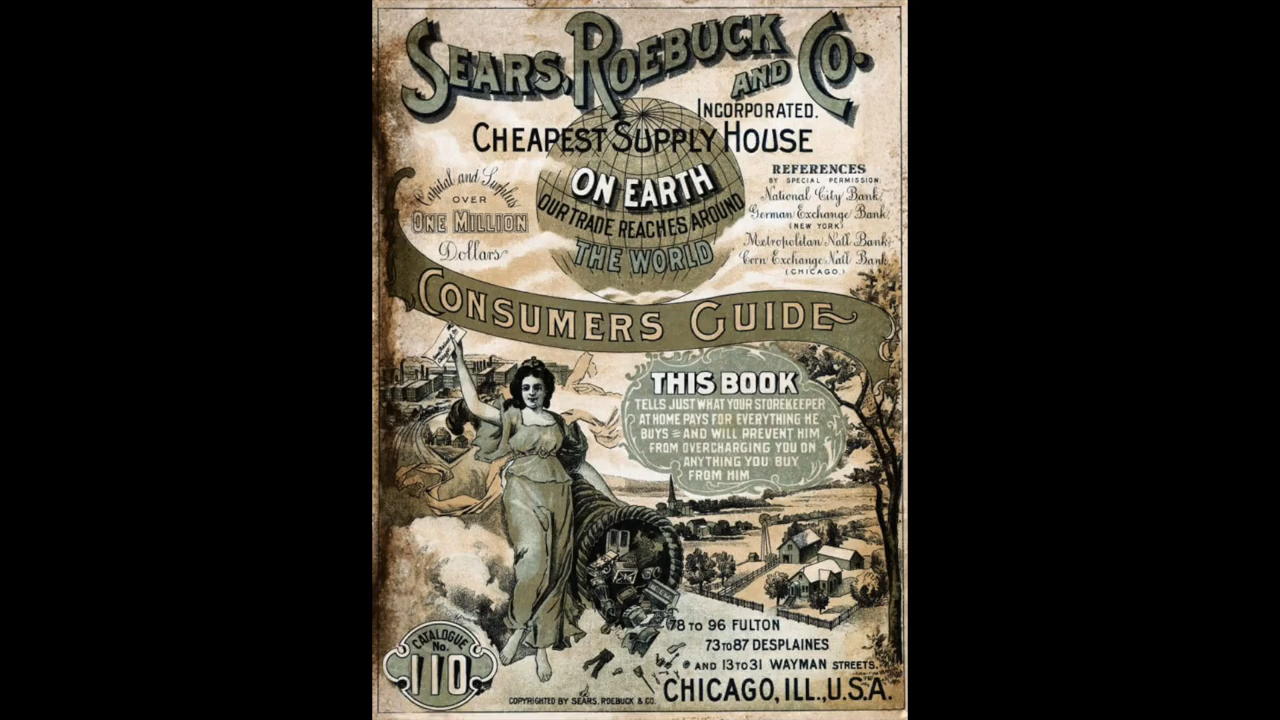 SEARS, ROEBUCK AND CO.
INCORPORATED.
CHEAPEST SUPPLY HOUSE
ON EARTH
OUR TRADE REACHES AROUND
THE WORLD
Capital and Surplus
OVER
ONE MILLION
Dollars
REFERENCES
BY SPECIAL PERMISSION:
National City Bank,
German Exchange Bank,
(NEW YORK)
Metropolitan Nat'l Bank,
Corn Exchange Nat'l Bank,
(CHICAGO.)
CONSUMERS GUIDE
THIS BOOK
TELLS JUST WHAT YOUR STOREKEEPER
AT HOME PAYS FOR EVERYTHING HE
BUYS = AND WILL PREVENT HIM
FROM OVERCHARGING YOU ON
ANYTHING YOU BUY
FROM HIM
78 TO 96 FULTON
73 TO 87 DESPLAINES
AND 13 TO 31 WAYMAN STREETS.
CHICAGO, ILL., U.S.A.
CATALOGUE
No.
110
COPYRIGHTED BY SEARS, ROEBUCK & CO.